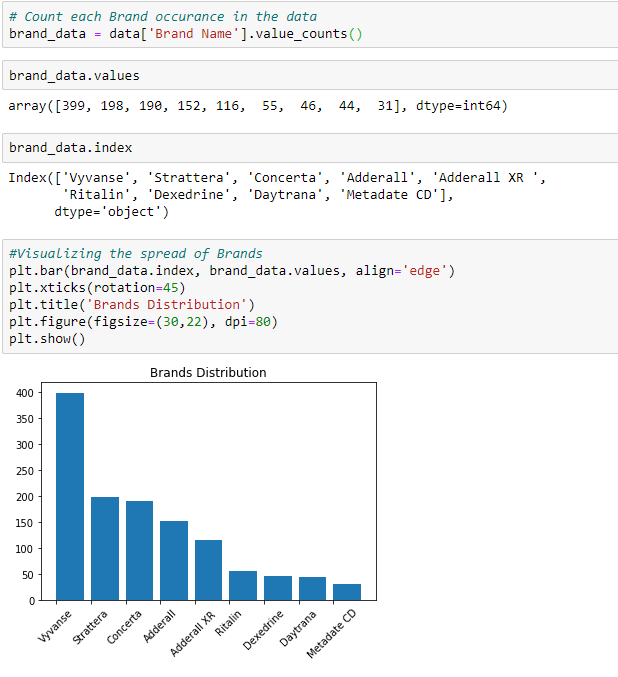 # Count each Brand occurance in the data
brand_data = data['Brand Name'].value_counts()
brand_data.values
array([399, 198, 190, 152, 116,  55,  46,  44,  31], dtype=int64)
brand_data.index
Index(['Vyvanse', 'Strattera', 'Concerta', 'Adderall', 'Adderall XR ',
       'Ritalin', 'Dexedrine', 'Daytrana', 'Metadate CD'],
      dtype='object')
#Visualizing the spread of Brands
plt.bar(brand_data.index, brand_data.values, align='edge')
plt.xticks(rotation=45)
plt.title('Brands Distribution')
plt.figure(figsize=(30,22), dpi=80)
plt.show()
Brands Distribution
400
350
300
250
200
150
100
50
0
Vyvanse
Strattera
Concerta
Adderall
Adderall XR
Ritalin
Dexedrine
Daytrana
Metadate CD